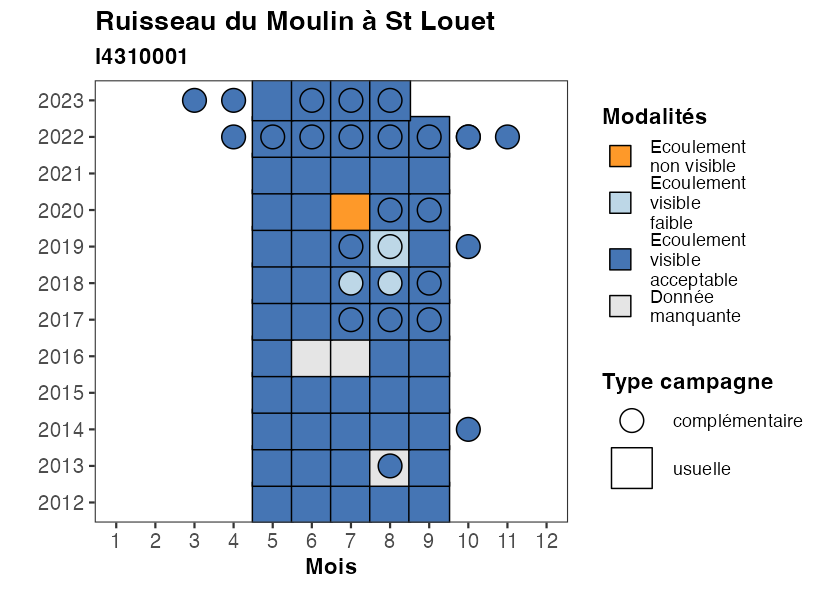 Ruisseau du Moulin à St Louet
I4310001
2023
2022
2021
2020
2019
2018
2017
2016
2015
2014
2013
2012
1 2 3 4 5 6 7 8 9 10 11 12
Mois
Modalités
Ecoulement
non visible
Ecoulement
visible
faible
Ecoulement
visible
acceptable
Donnée
manquante
Type campagne
complémentaire
usuelle